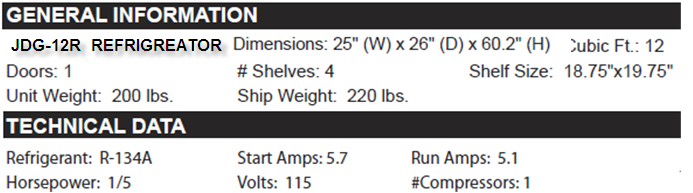 GENERAL INFORMATION
JDG-12R REFRIGREATOR Dimensions: 25" (W) x 26" (D) x 60.2" (H) Cubic Ft.: 12
Doors: 1 # Shelves: 4 Shelf Size: 18.75"x19.75"
Unit Weight: 200 lbs. Ship Weight: 220 lbs.
TECHNICAL DATA
Refrigerant: R-134A Start Amps: 5.7 Run Amps: 5.1
Horsepower: 1/5 Volts: 115 #Compressors: 1